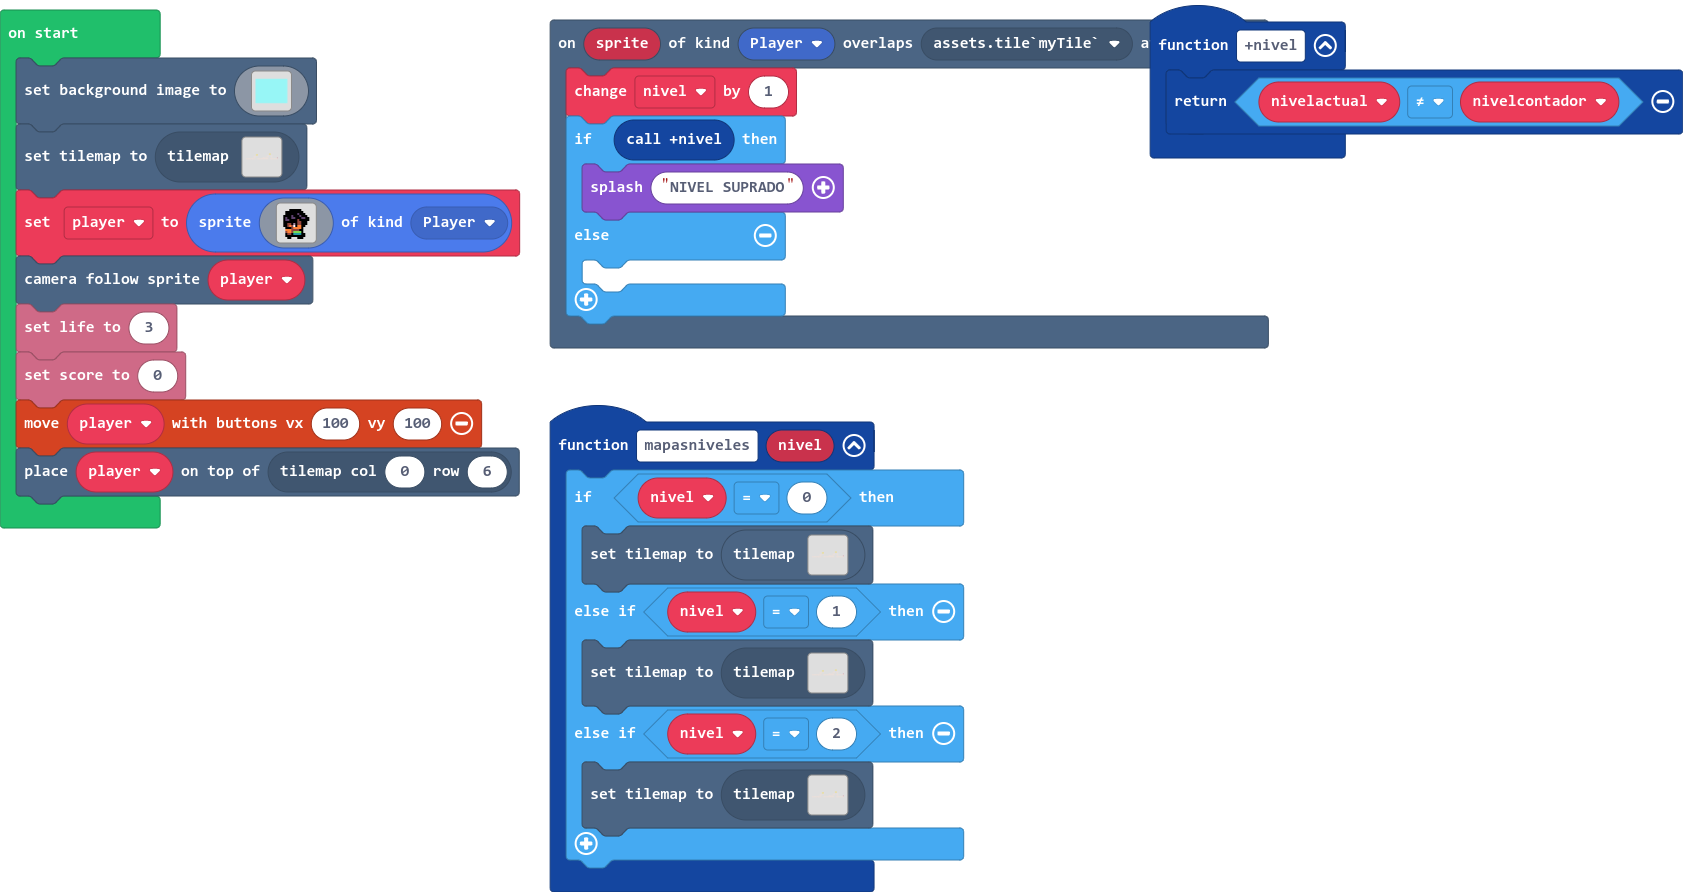 on start
set background image to
set tilemap to tilemap
set player to sprite of kind Player
camera follow sprite player
set life to 3
set score to 0
move player with buttons vx 100 vy 100
place player on top of tilemap col 0 row 6
on sprite of kind Player overlaps assets.tile`myTile` a
change nivel by 1
if call +nivel then
splash "NIVEL SUPRADO"
else
function +nivel
return nivelactual ≠ nivelcontador
function mapasniveles nivel
if nivel = 0 then
set tilemap to tilemap
else if nivel = 1 then
set tilemap to tilemap
else if nivel = 2 then
set tilemap to tilemap